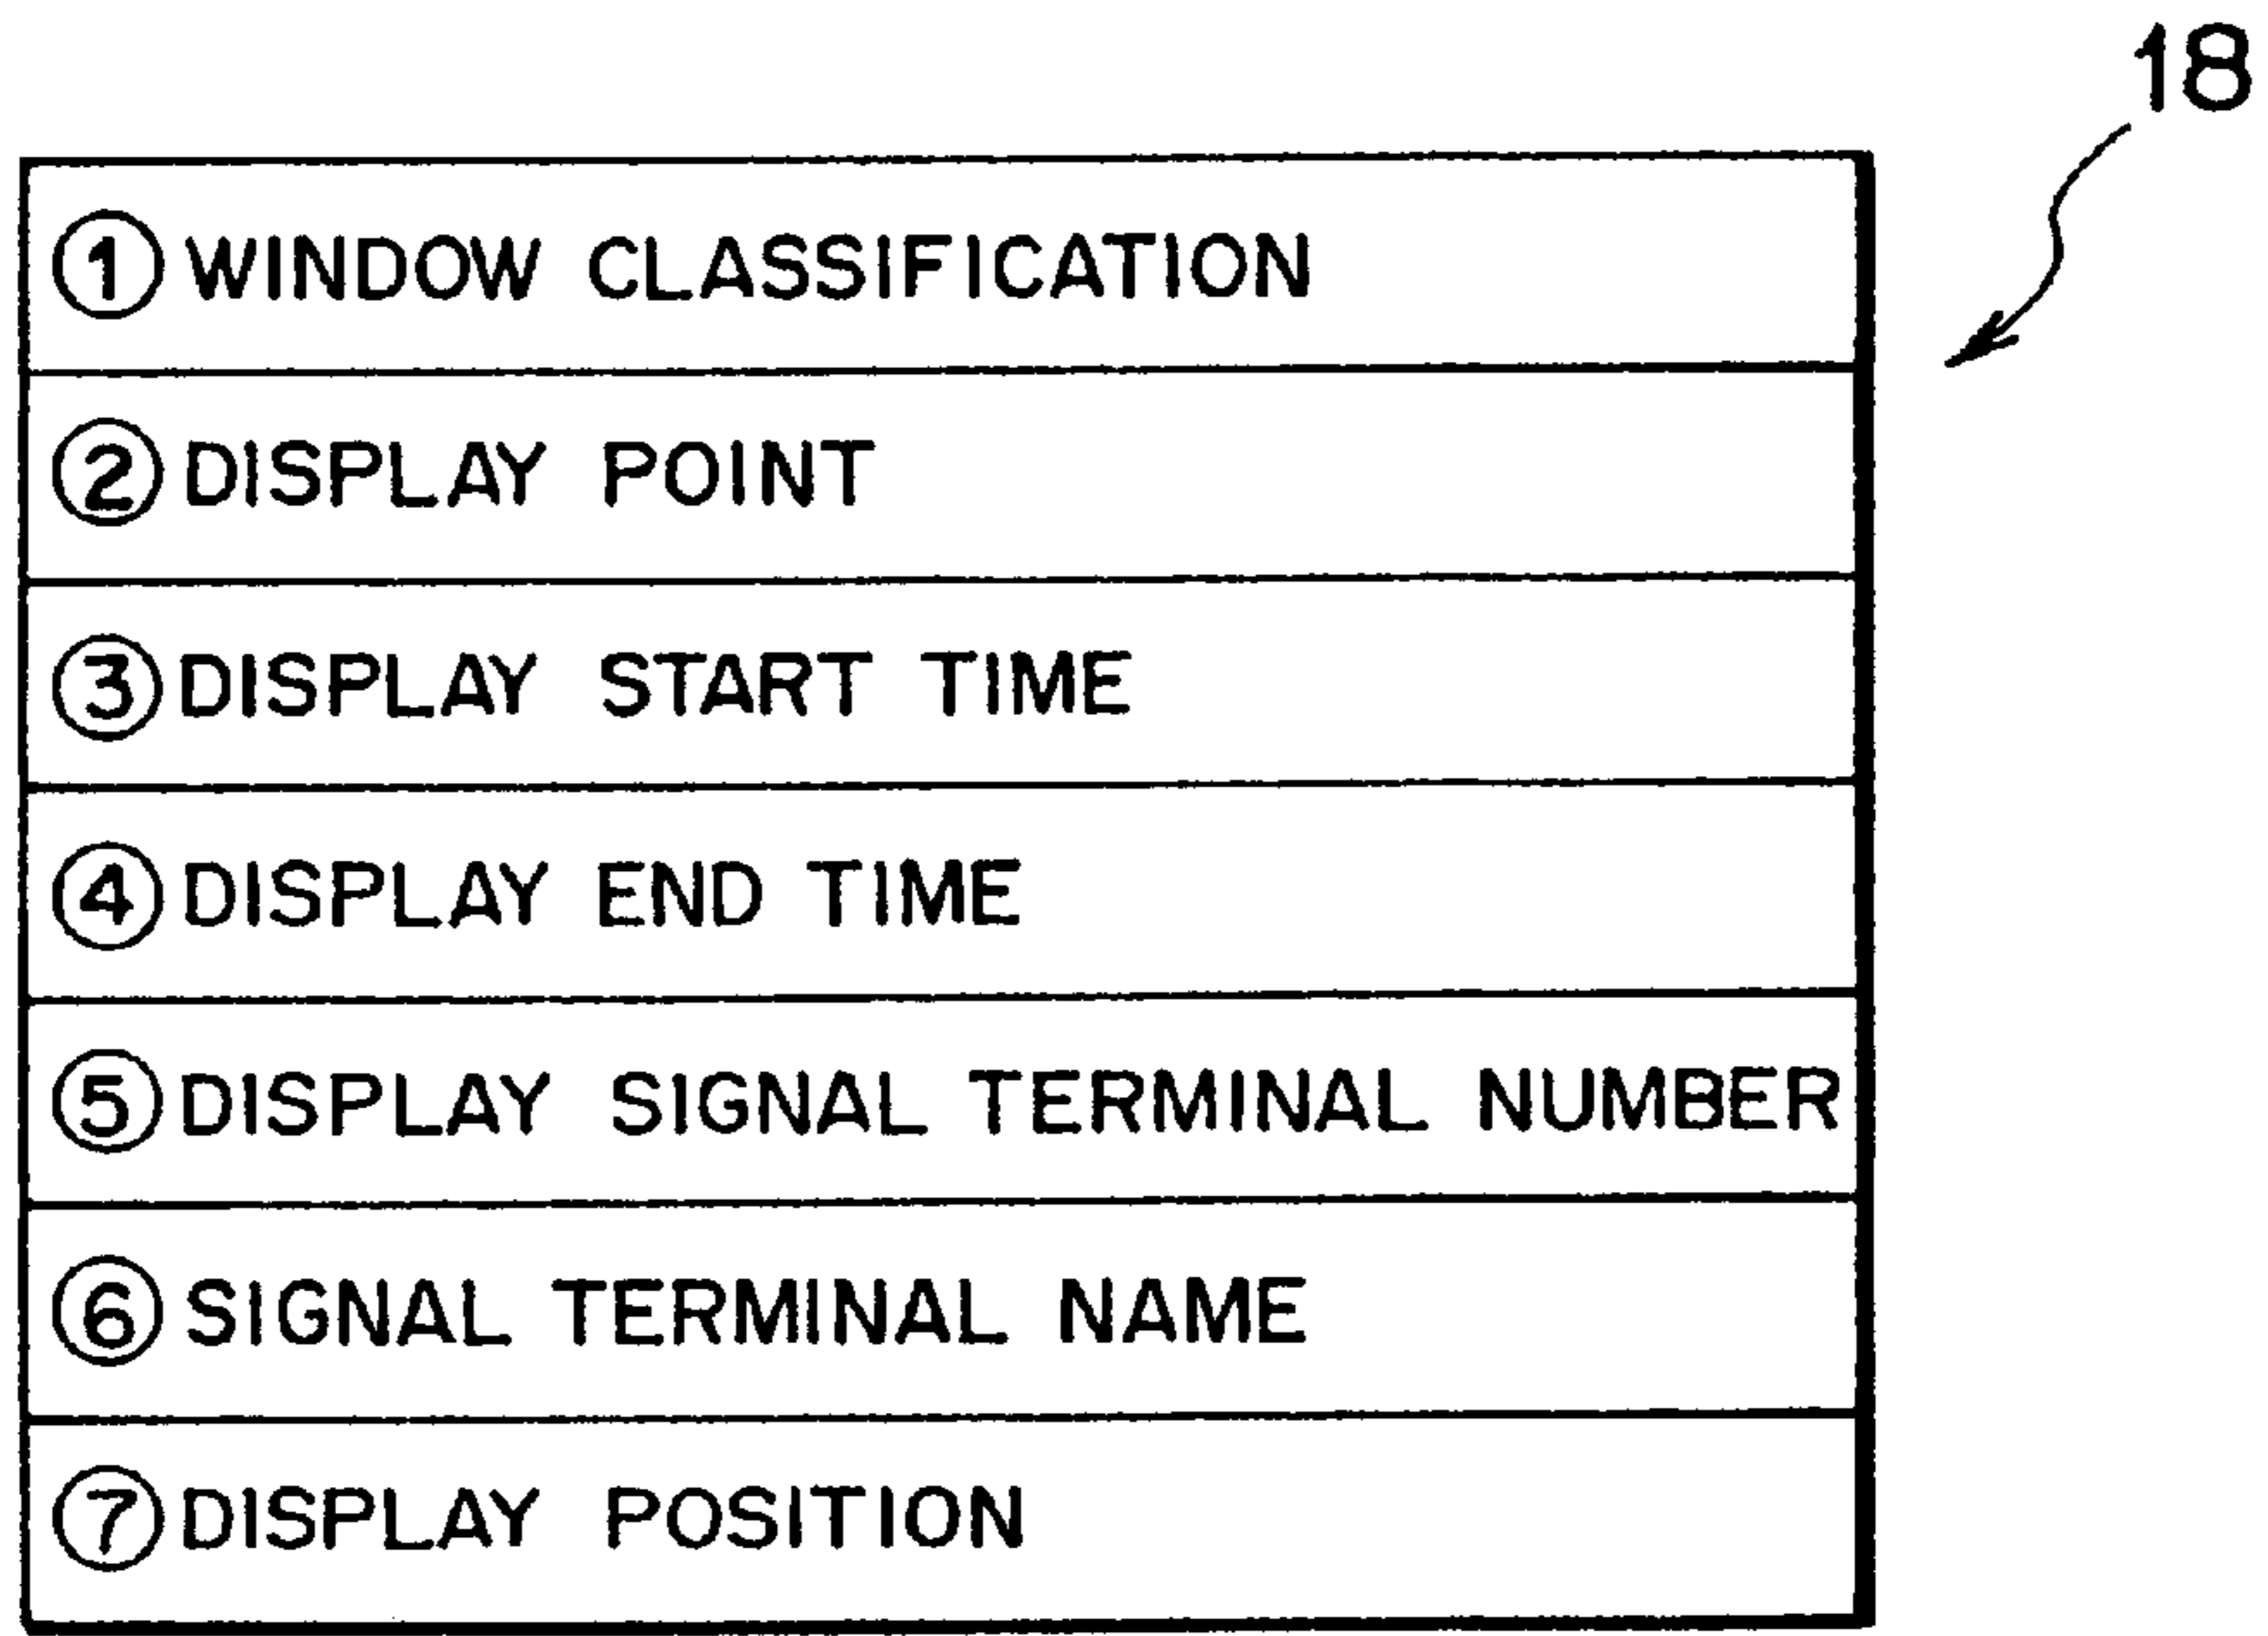 18
① WINDOW CLASSIFICATION
② DISPLAY POINT
③ DISPLAY START TIME
④ DISPLAY END TIME
⑤ DISPLAY SIGNAL TERMINAL NUMBER
⑥ SIGNAL TERMINAL NAME
⑦ DISPLAY POSITION